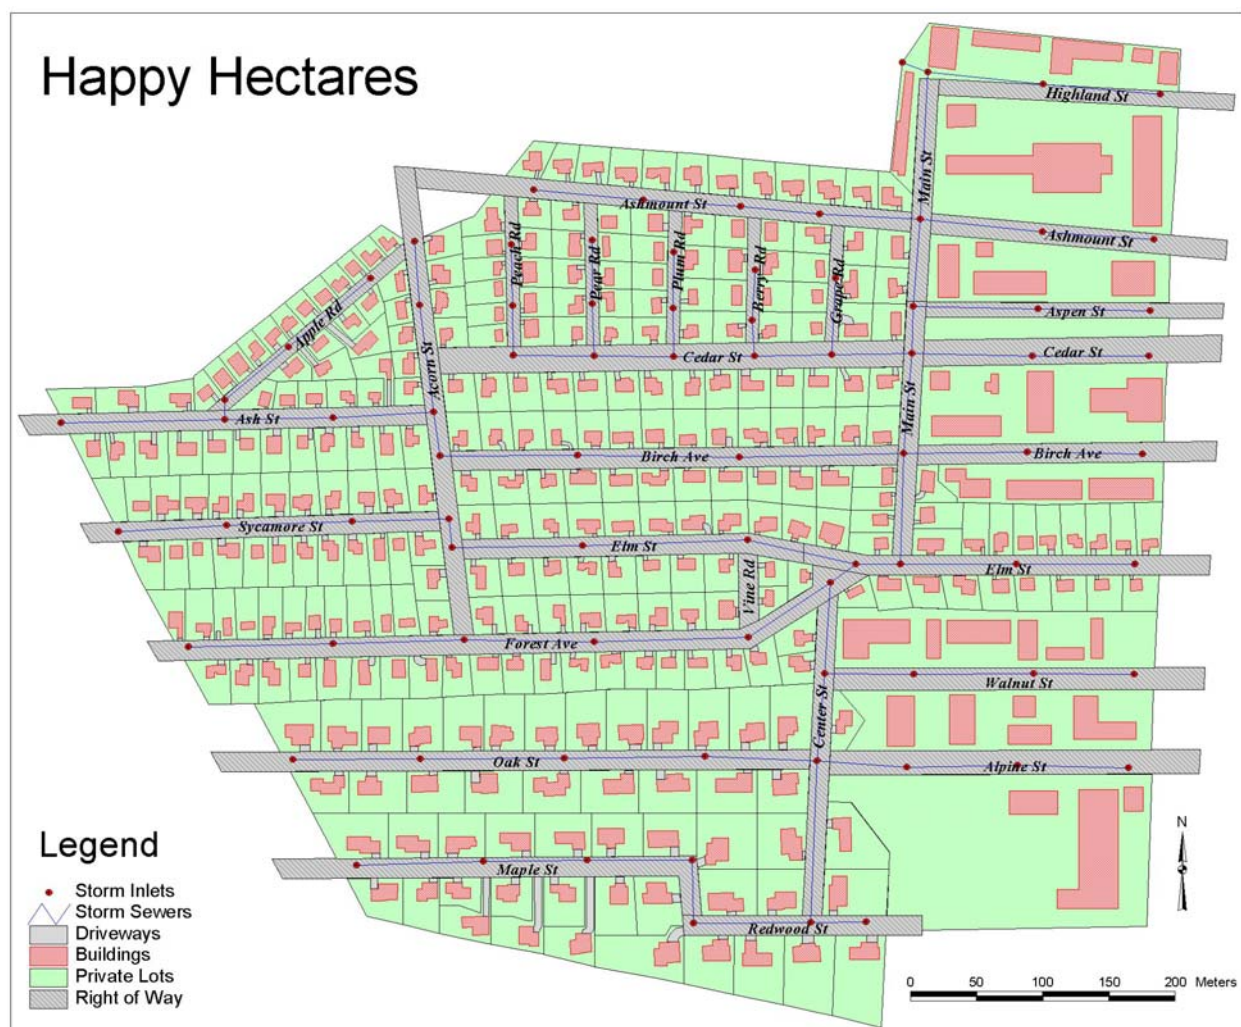 Happy Hectares
Highland St
Main St
Ashmount St
Ashmount St
Peach Rd
Pear Rd
Plum Rd
Berry Rd
Grape Rd
Apple Rd
Aspen St
Acorn St
Cedar St
Cedar St
Main St
Ash St
Birch Ave
Birch Ave
Sycamore St
Elm St
Elm St
Vine Rd
Forest Ave
Walnut St
Center St
Oak St
Alpine St
Maple St
Redwood St
Legend
Storm Inlets
Storm Sewers
Driveways
Buildings
Private Lots
Right of Way
N
0 50 100 150 200 Meters